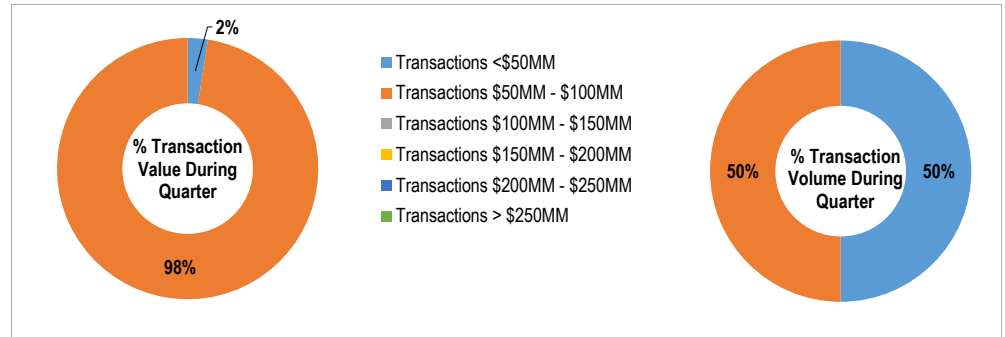 2%
% Transaction
Value During
Quarter
98%
Transactions <$50MM
Transactions $50MM - $100MM
Transactions $100MM - $150MM
Transactions $150MM - $200MM
Transactions $200MM - $250MM
Transactions > $250MM
50%
% Transaction
Volume During
Quarter
50%